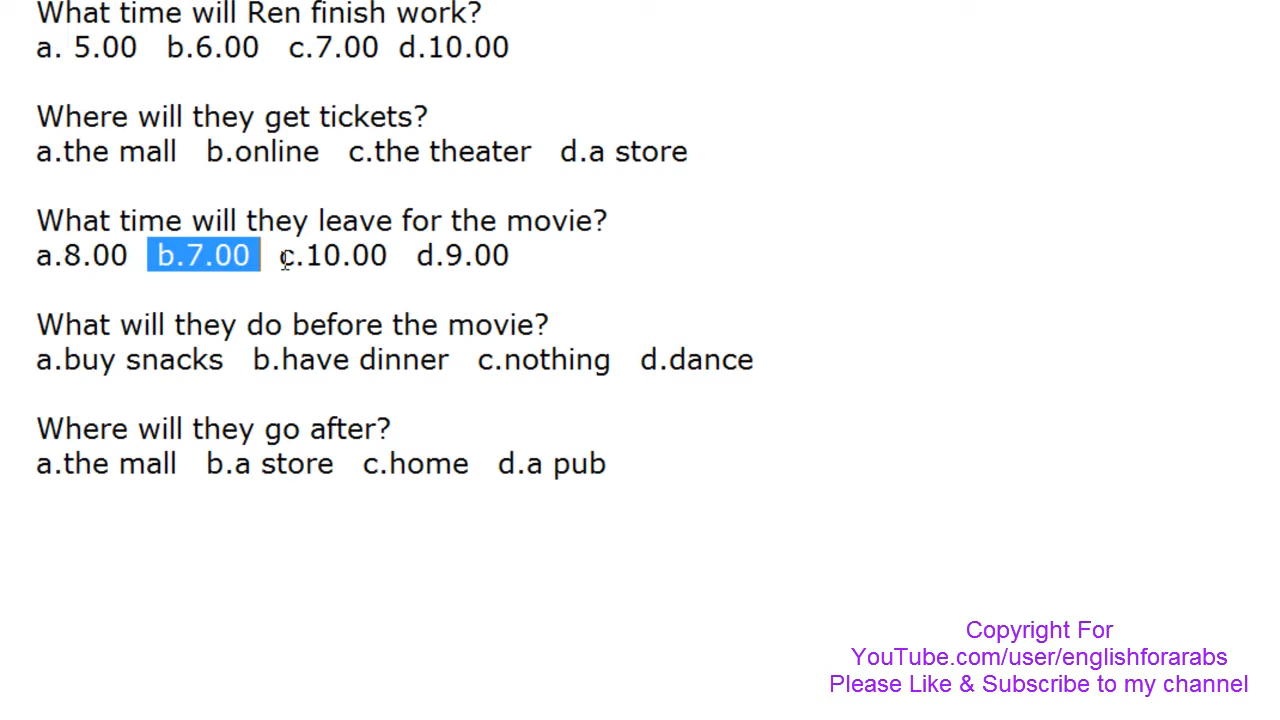 What time will Ren finish work?
a. 5.00 b.6.00 c.7.00 d.10.00
Where will they get tickets?
a.the mall b.online c.the theater d.a store
What time will they leave for the movie?
a.8.00 b.7.00 c.10.00 d.9.00
What will they do before the movie?
a.buy snacks b.have dinner c.nothing d.dance
Where will they go after?
a.the mall b.a store c.home d.a pub
Copyright For
YouTube.com/user/englishforarabs
Please Like & Subscribe to my channel